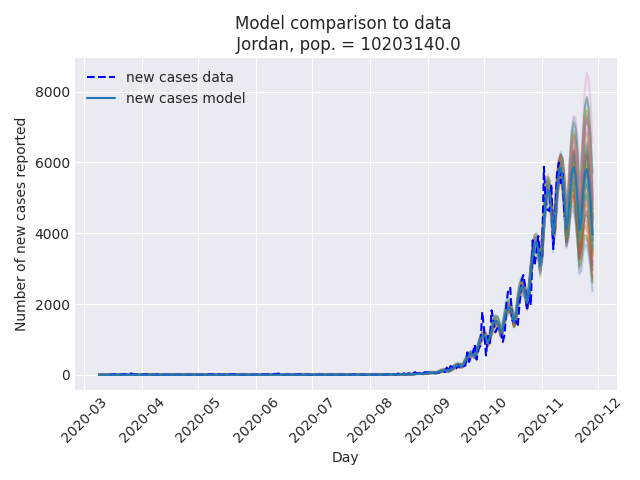 Model comparison to data
Jordan, pop. = 10203140.0
new cases data
new cases model
Number of new cases reported
8000
6000
4000
2000
0
2020-03
2020-04
2020-05
2020-06
2020-07
2020-08
2020-09
2020-10
2020-11
2020-12
Day